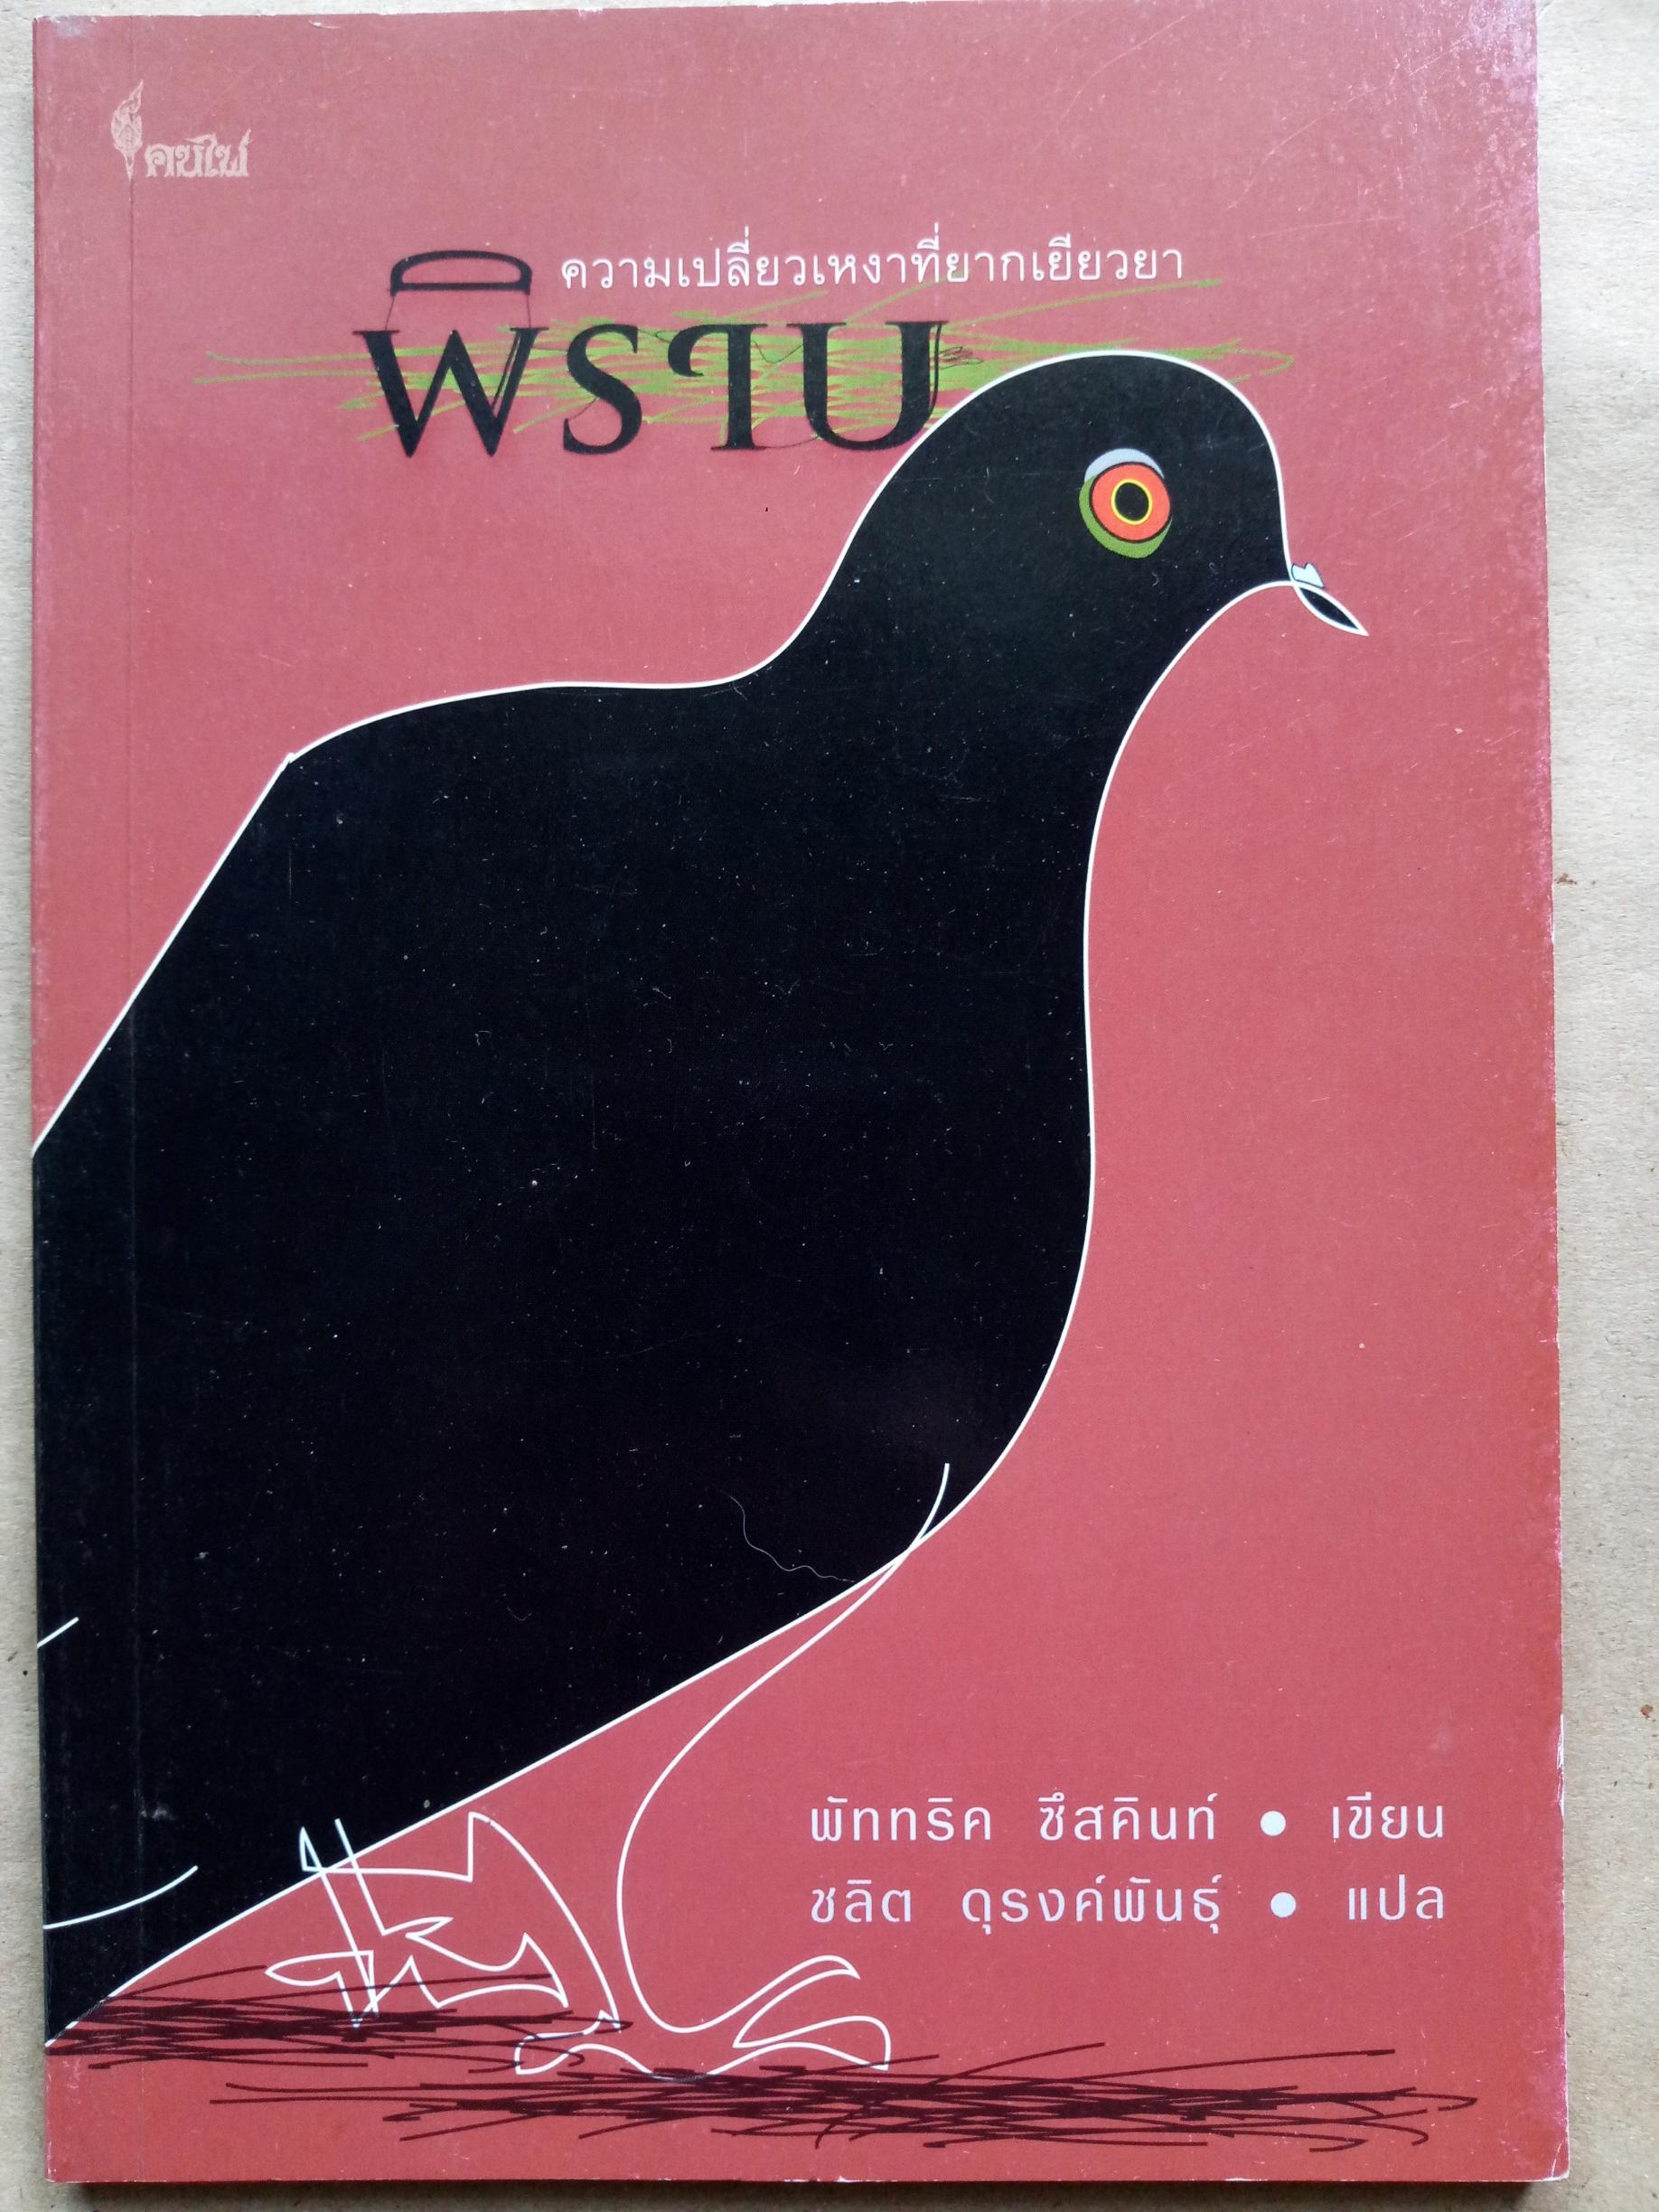 คบไฟ
ความเปลี่ยวเหงาที่ยากเยียวยา
พิราบ
พัททริค ซึสคินท์ • เขียน
ชลิต ดุรงค์พันธุ์ • แปล